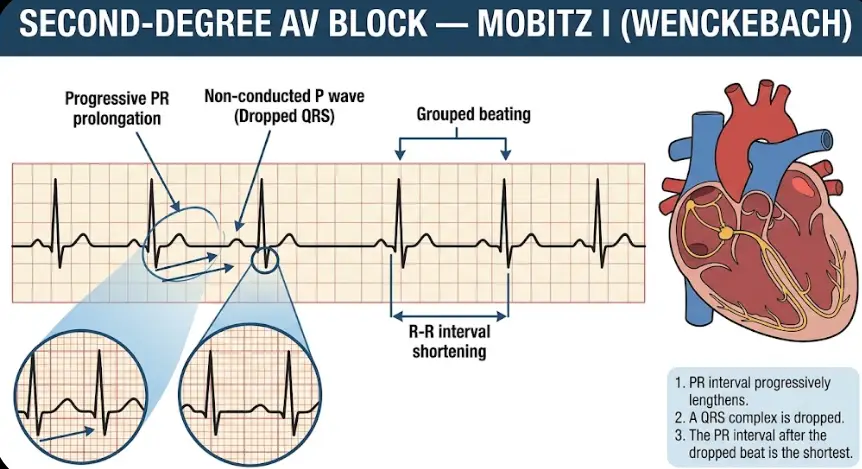 SECOND-DEGREE AV BLOCK — MOBITZ I (WENCKEBACH)
Progressive PR
prolongation
Non-conducted P wave
(Dropped QRS)
Grouped beating
R-R interval
shortening
1. PR interval progressively
lengthens.
2. A QRS complex is dropped.
3. The PR interval after the
dropped beat is the shortest.